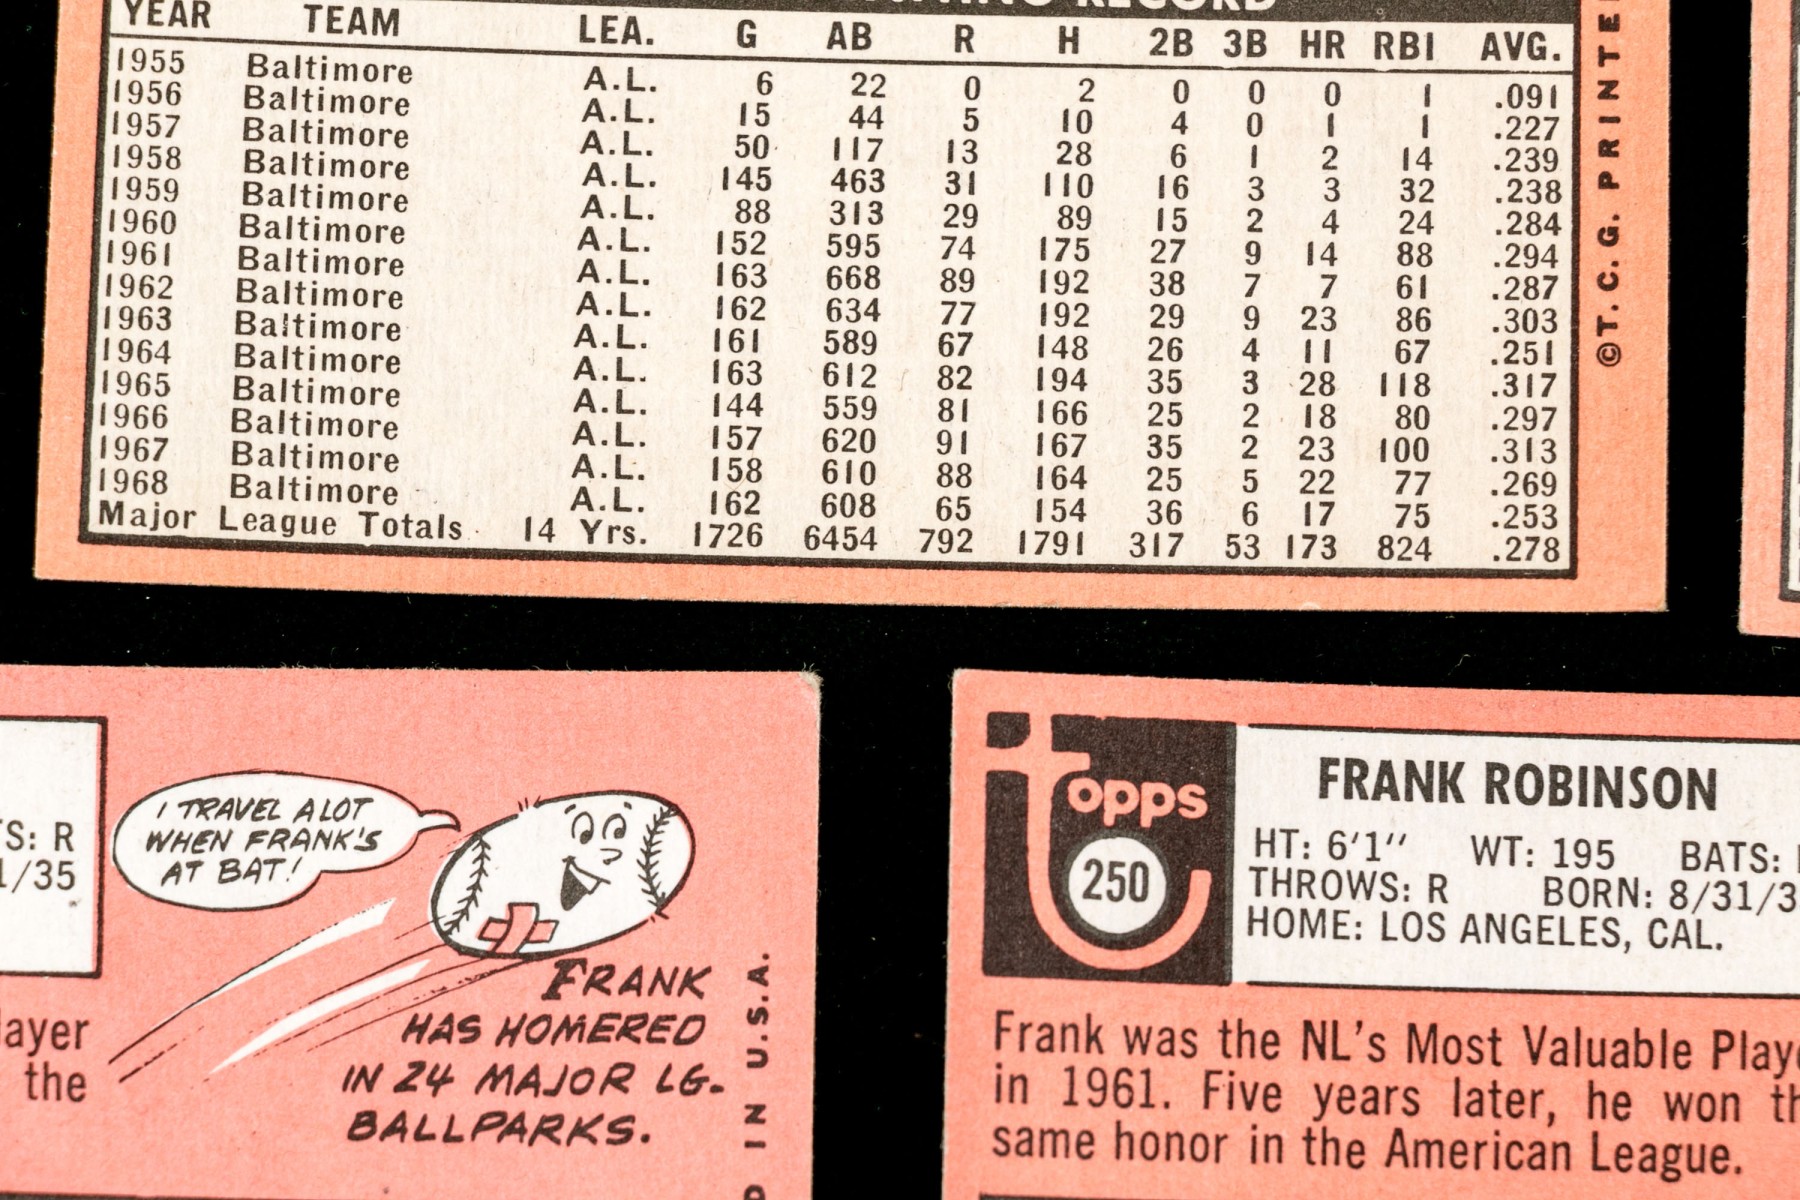 RECORD
YEAR TEAM LEA. G AB R H 2B 3B HR RBI AVG.
1955 Baltimore A.L. 6 22 0 2 0 0 0 1 .091
1956 Baltimore A.L. 15 44 5 10 4 0 1 1 .227
1957 Baltimore A.L. 50 117 13 28 6 1 2 14 .239
1958 Baltimore A.L. 145 463 31 110 16 3 3 32 .238
1959 Baltimore A.L. 88 313 29 89 15 2 4 24 .284
1960 Baltimore A.L. 152 595 74 175 27 9 14 88 .294
1961 Baltimore A.L. 163 668 89 192 38 7 7 61 .287
1962 Baltimore A.L. 162 634 77 192 29 9 23 86 .303
1963 Baltimore A.L. 161 589 67 148 26 4 11 67 .251
1964 Baltimore A.L. 163 612 82 194 35 3 28 118 .317
1965 Baltimore A.L. 144 559 81 166 25 2 18 80 .297
1966 Baltimore A.L. 157 620 91 167 35 2 23 100 .313
1967 Baltimore A.L. 158 610 88 164 25 5 22 77 .269
1968 Baltimore A.L. 162 608 65 154 36 6 17 75 .253
Major League Totals 14 Yrs. 1726 6454 792 1791 317 53 173 824 .278
©T. C. G. PRINTE
S: R
1/35
layer
the
I TRAVEL A LOT
WHEN FRANK'S
AT BAT!
FRANK
HAS HOMERED
IN 24 MAJOR LG.
BALLPARKS.
D IN U.S.A.
topps
250
FRANK ROBINSON
HT: 6'1" WT: 195 BATS:
THROWS: R BORN: 8/31/3
HOME: LOS ANGELES, CAL.
Frank was the NL's Most Valuable Playe
in 1961. Five years later, he won th
same honor in the American League.